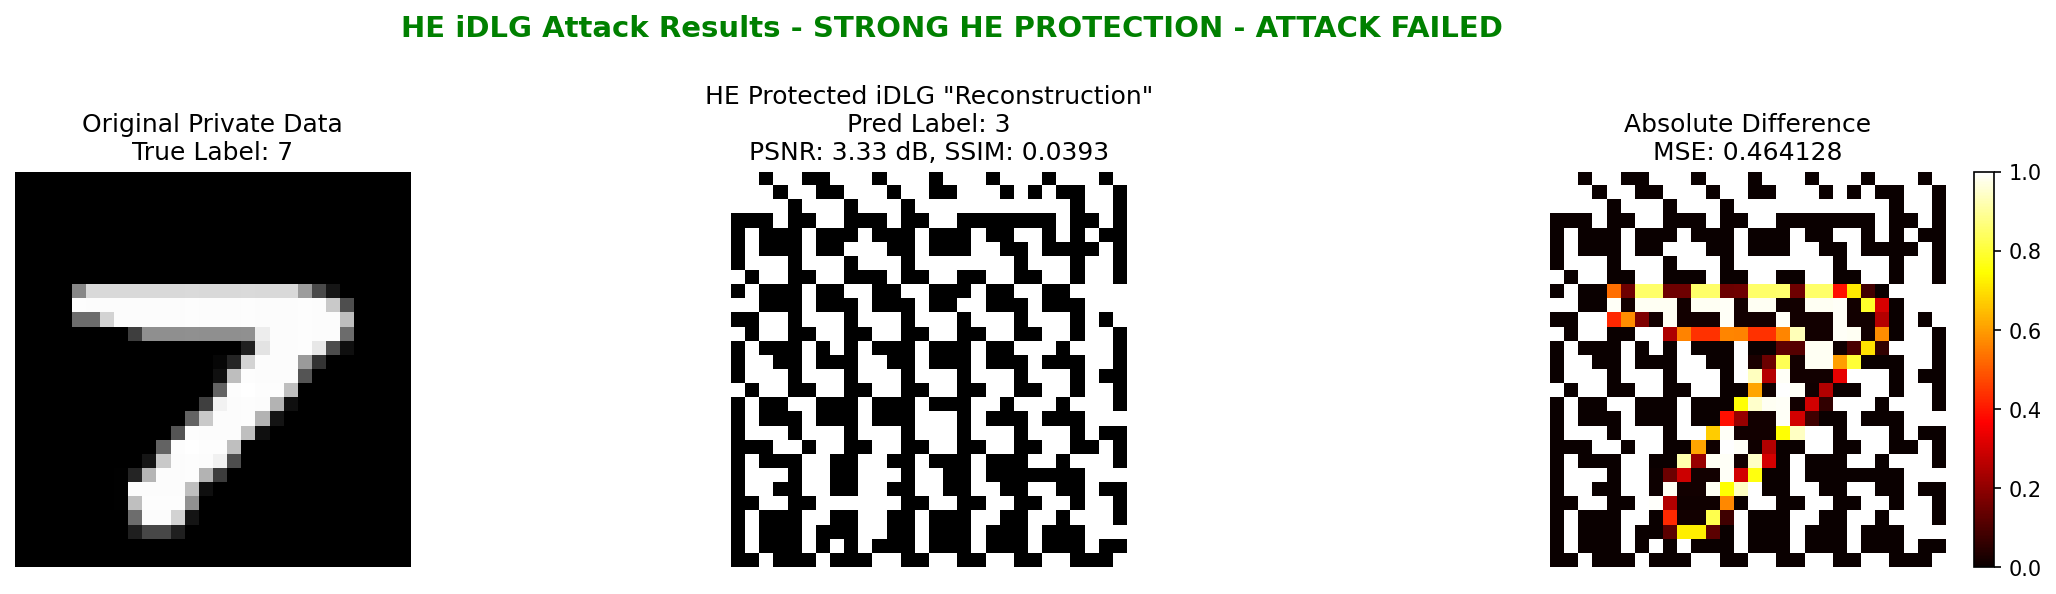 HE iDLG Attack Results - STRONG HE PROTECTION - ATTACK FAILED
Original Private Data
True Label: 7
HE Protected iDLG "Reconstruction"
Pred Label: 3
PSNR: 3.33 dB, SSIM: 0.0393
Absolute Difference
MSE: 0.464128
1.0
0.8
0.6
0.4
0.2
0.0